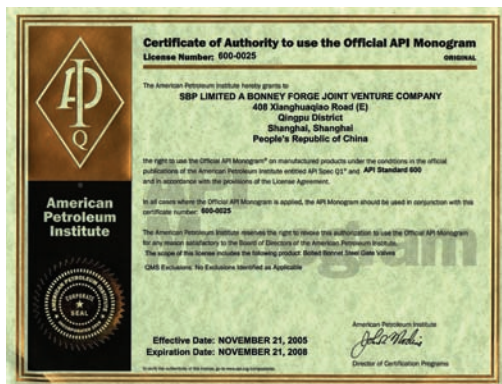 Certificate of Authority to use the Official API Monogram
License Number: 600-0025
ORIGINAL
The American Petroleum Institute hereby grants to
SBP LIMITED A BONNEY FORGE JOINT VENTURE COMPANY
408 Xianghuaqiao Road (E)
Qingpu District
Shanghai, Shanghai
People's Republic of China
the right to use the Official API Monogram® on manufactured products under the conditions in the official
publications of the American Petroleum Institute entitled API Spec Q1® and API Standard 600
and in accordance with the provisions of the License Agreement.
In all cases where the Official API Monogram is applied, the API Monogram should be used in conjunction with this
certificate number: 600-0025
The American Petroleum Institute reserves the right to revoke this authorization to use the Official API Monogram
for any reason satisfactory to the Board of Directors of the American Petroleum Institute.
The scope of this license includes the following product: Bolted Bonnet Steel Gate Valves
QMS Exclusions: No Exclusions Identified as Applicable
American Petroleum Institute
Effective Date: NOVEMBER 21, 2005
Expiration Date: NOVEMBER 21, 2008
Director of Certification Programs
API
Q
American
Petroleum
Institute
CORPORATE
SEAL